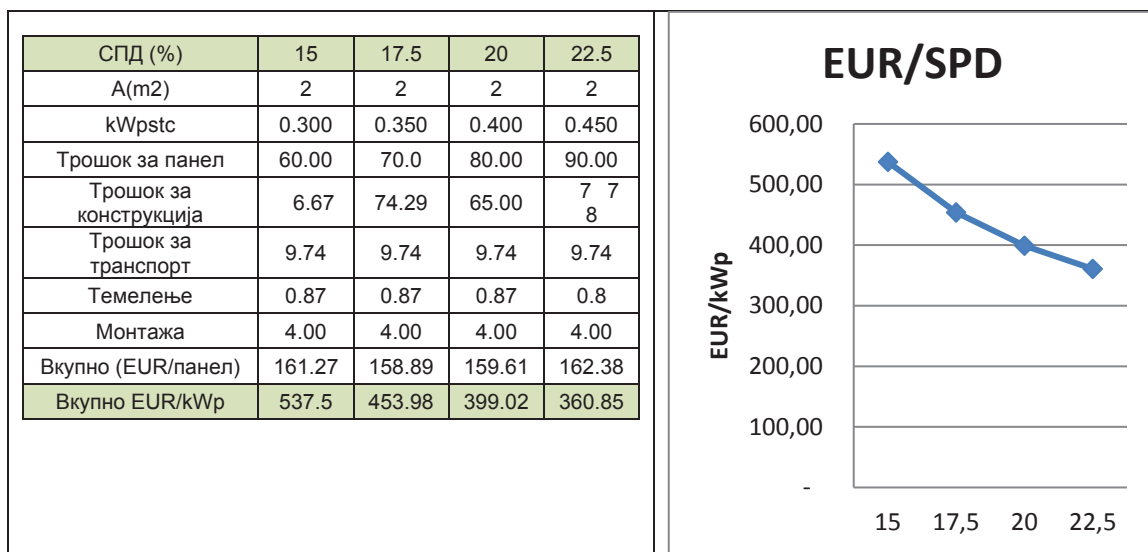 СПД (%) 15 17.5 20 22.5
A(m2) 2 2 2 2
kWpstc 0.300 0.350 0.400 0.450
Трошок за панел 60.00 70.0 80.00 90.00
Трошок за
конструкција 6.67 74.29 65.00 7 7
8
Трошок за
транспорт 9.74 9.74 9.74 9.74
Темелење 0.87 0.87 0.87 0.8
Монтажа 4.00 4.00 4.00 4.00
Вкупно (EUR/панел) 161.27 158.89 159.61 162.38
Вкупно EUR/kWp 537.5 453.98 399.02 360.85
EUR/SPD
EUR/kWp
600,00
500,00
400,00
300,00
200,00
100,00
-
15 17,5 20 22,5